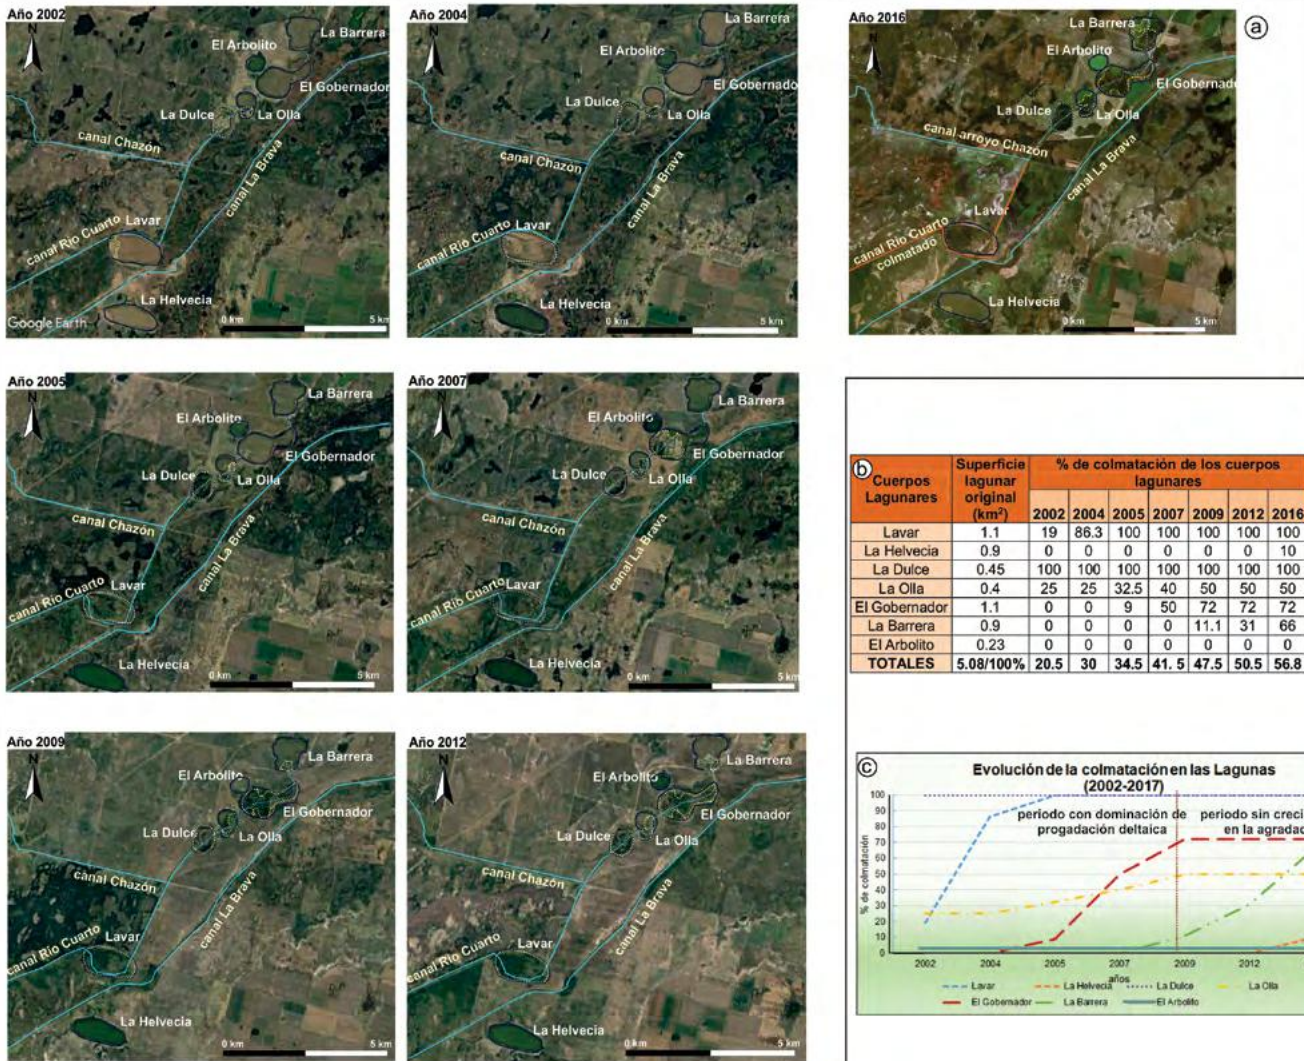 Año 2002
N
La Barrera
El Arbolito
El Gobernador
La Dulce
La Olla
canal Chazón
canal La Brava
Lavar
canal Río Cuarto
La Helvecia
Google Earth
0 km
5 km
Año 2004
N
La Barrera
El Arbolito
El Gobernador
La Dulce
La Olla
canal Chazón
canal La Brava
Lavar
canal Río Cuarto
La Helvecia
0 km
5 km
Año 2016
N
a
La Barrera
El Arbolito
El Gobernado
La Dulce
La Olla
canal arroyo Chazón
canal La Brava
Lavar
canal Río Cuarto
colmatado
La Helvecia
0 km
5 km
Año 2005
N
La Barrera
El Arbolito
El Gobernador
La Dulce
La Olla
canal Chazón
canal La Brava
Lavar
canal Río Cuarto
La Helvecia
0 km
5 km
Año 2007
N
La Barrera
El Arbolito
El Gobernador
La Dulce
La Olla
canal Chazón
canal La Brava
Lavar
canal Río Cuarto
La Helvecia
0 km
5 km
b
Cuerpos Lagunares Superficie lagunar original (km²) % de colmatación de los cuerpos lagunares
2002 2004 2005 2007 2009 2012 2016
Lavar 1.1 19 86.3 100 100 100 100 100
La Helvecia 0.9 0 0 0 0 0 0 10
La Dulce 0.45 100 100 100 100 100 100 100
La Olla 0.4 25 25 32.5 40 50 50 50
El Gobernador 1.1 0 0 9 50 72 72 72
La Barrera 0.9 0 0 0 0 11.1 31 66
El Arbolito 0.23 0 0 0 0 0 0 0
TOTALES 5.08/100% 20.5 30 34.5 41. 5 47.5 50.5 56.8
Año 2009
N
La Barrera
El Arbolito
El Gobernador
La Dulce
La Olla
canal Chazón
canal La Brava
Lavar
canal Río Cuarto
La Helvecia
0 km
5 km
Año 2012
N
La Barrera
El Arbolito
El Gobernador
La Dulce
La Olla
canal Chazón
canal La Brava
Lavar
canal Río Cuarto
La Helvecia
0 km
5 km
c
Evolución de la colmatación en las Lagunas
(2002-2017)
periodo con dominación de
progadación deltaica
periodo sin creci
en la agradac
% de colmatación
100
90
80
70
60
50
40
30
20
10
0
2002 2004 2005 2007 2009 2012
años
Lavar La Helvecia La Dulce La Olla
El Gobernador La Barrera El Arbolito